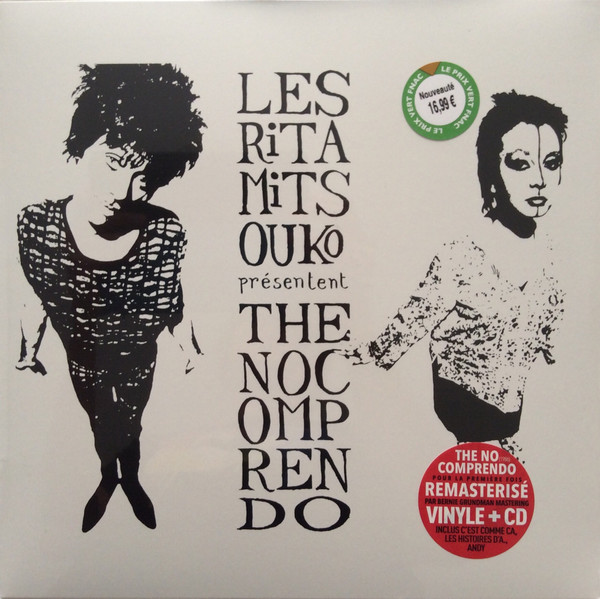 LES
RiTA
MiTS
OUKO
présentent
THE
NOC
OMP
REN
DO
LE PRIX VERT FNAC
LE PRIX VERT FNAC
Nouveauté
16,99 €
THE NO
COMPRENDO
POUR LA PREMIÈRE FOIS
REMASTERISÉ
PAR BERNIE GRUNDMAN MASTERING
VINYLE + CD
INCLUS C'EST COMME ÇA,
LES HISTOIRES D'A.,
ANDY